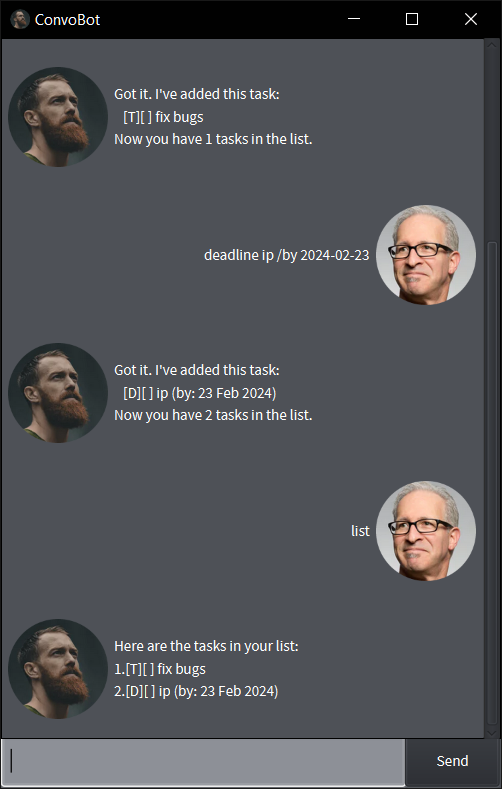 ConvoBot
Got it. I've added this task:
[T][ ] fix bugs
Now you have 1 tasks in the list.
deadline ip /by 2024-02-23
Got it. I've added this task:
[D][ ] ip (by: 23 Feb 2024)
Now you have 2 tasks in the list.
list
Here are the tasks in your list:
1.[T][ ] fix bugs
2.[D][ ] ip (by: 23 Feb 2024)
Send